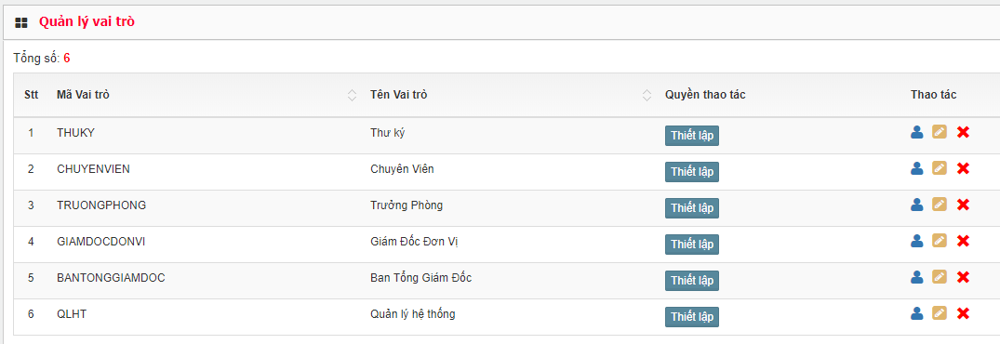 Quản lý vai trò
Tổng số: 6
Stt Mã Vai trò Tên Vai trò Quyền thao tác Thao tác
1 THUKY Thư ký Thiết lập
2 CHUYENVIEN Chuyên Viên Thiết lập
3 TRUONGPHONG Trưởng Phòng Thiết lập
4 GIAMDOCDONVI Giám Đốc Đơn Vị Thiết lập
5 BANTONGGIAMDOC Ban Tổng Giám Đốc Thiết lập
6 QLHT Quản lý hệ thống Thiết lập